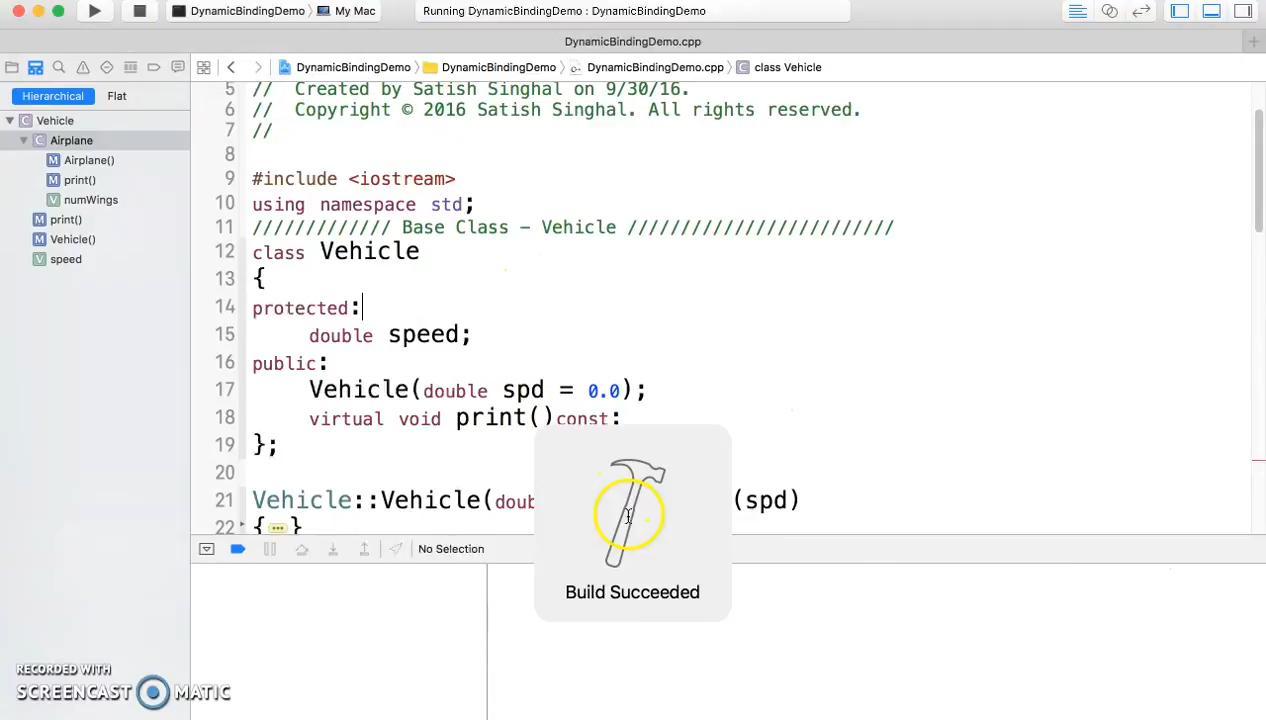 DynamicBindingDemo My Mac Running DynamicBindingDemo : DynamicBindingDemo
DynamicBindingDemo.cpp
DynamicBindingDemo DynamicBindingDemo DynamicBindingDemo.cpp class Vehicle
Hierarchical Flat
Vehicle
Airplane
Airplane()
print()
numWings
print()
Vehicle()
speed
5 // Created by Satish Singhal on 9/30/16.
6 // Copyright © 2016 Satish Singhal. All rights reserved.
7 //
8
9 #include <iostream>
10 using namespace std;
11 ///////////// Base Class – Vehicle /////////////////////////
12 class Vehicle
13 {
14 protected:
15 double speed;
16 public:
17 Vehicle(double spd = 0.0);
18 virtual void print()const;
19 };
20
21 Vehicle::Vehicle( (spd)
22 {...}
No Selection
Build Succeeded
RECORDED WITH
SCREENCAST MATIC